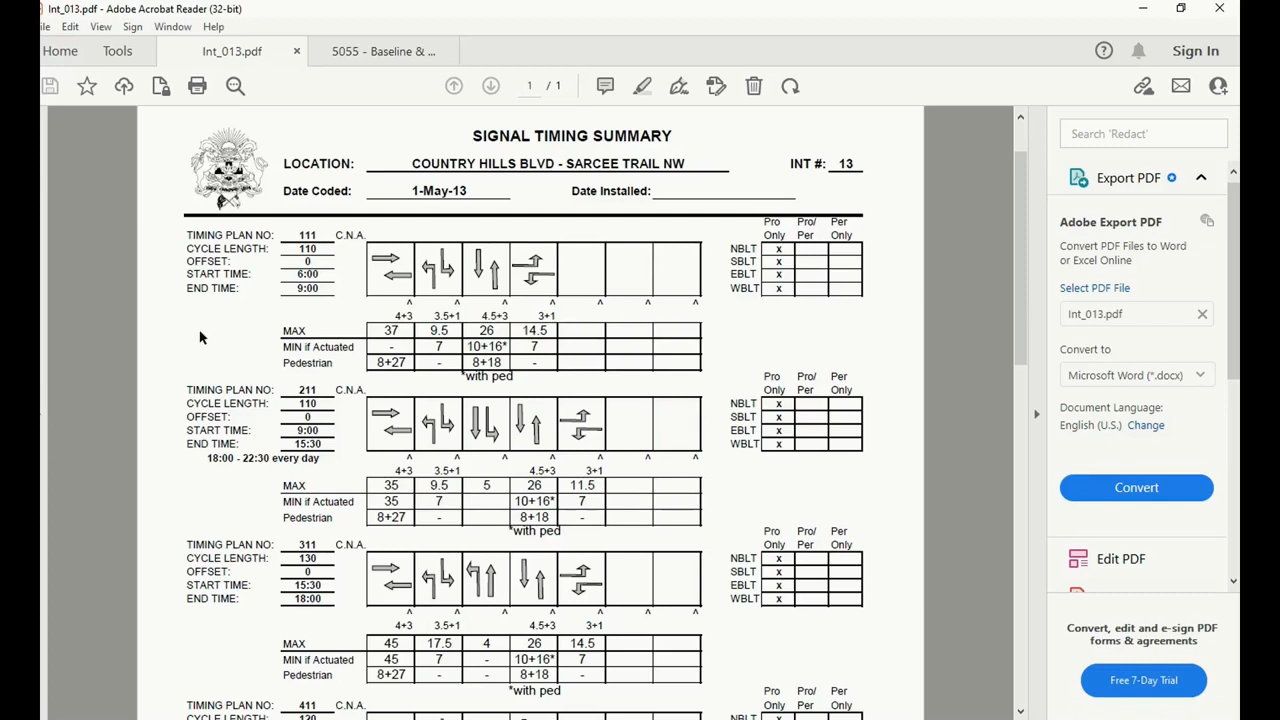 Int_013.pdf - Adobe Acrobat Reader (32-bit)
ile Edit View Sign Window Help
Home Tools Int_013.pdf × 5055 - Baseline & ... Sign In
1 / 1
SIGNAL TIMING SUMMARY
LOCATION: COUNTRY HILLS BLVD - SARCEE TRAIL NW INT #: 13
Date Coded: 1-May-13 Date Installed:
Pro Pro/ Per
TIMING PLAN NO: 111 C.N.A. Only Per Only
CYCLE LENGTH: 110 NBLT x
OFFSET: 0 SBLT x
START TIME: 6:00 EBLT x
END TIME: 9:00 WBLT x
^ ^ ^ ^ ^ ^ ^
4+3 3.5+1 4.5+3 3+1
MAX 37 9.5 26 14.5
MIN if Actuated - 7 10+16* 7
Pedestrian 8+27 - 8+18 -
*with ped
Pro Pro/ Per
TIMING PLAN NO: 211 C.N.A. Only Per Only
CYCLE LENGTH: 110 NBLT x
OFFSET: 0 SBLT x
START TIME: 9:00 EBLT x
END TIME: 15:30 WBLT x
18:00 - 22:30 every day ^ ^ ^ ^ ^ ^
4+3 3.5+1 4.5+3 3+1
MAX 35 9.5 5 26 11.5
MIN if Actuated 35 7 10+16* 7
Pedestrian 8+27 - 8+18 -
*with ped
Pro Pro/ Per
TIMING PLAN NO: 311 C.N.A. Only Per Only
CYCLE LENGTH: 130 NBLT x
OFFSET: 0 SBLT x
START TIME: 15:30 EBLT x
END TIME: 18:00 WBLT x
^ ^ ^ ^ ^ ^
4+3 3.5+1 4.5+3 3+1
MAX 45 17.5 4 26 14.5
MIN if Actuated 45 7 - 10+16* 7
Pedestrian 8+27 - - 8+18 -
*with ped
Pro Pro/ Per
TIMING PLAN NO: 411 C.N.A. Only Per Only
CYCLE LENGTH: 130 NBLT x
Search 'Redact'
Export PDF
Adobe Export PDF
Convert PDF Files to Word
or Excel Online
Select PDF File
Int_013.pdf ×
Convert to
Microsoft Word (*.docx)
Document Language:
English (U.S.) Change
Convert
Edit PDF
Convert, edit and e-sign PDF
forms & agreements
Free 7-Day Trial